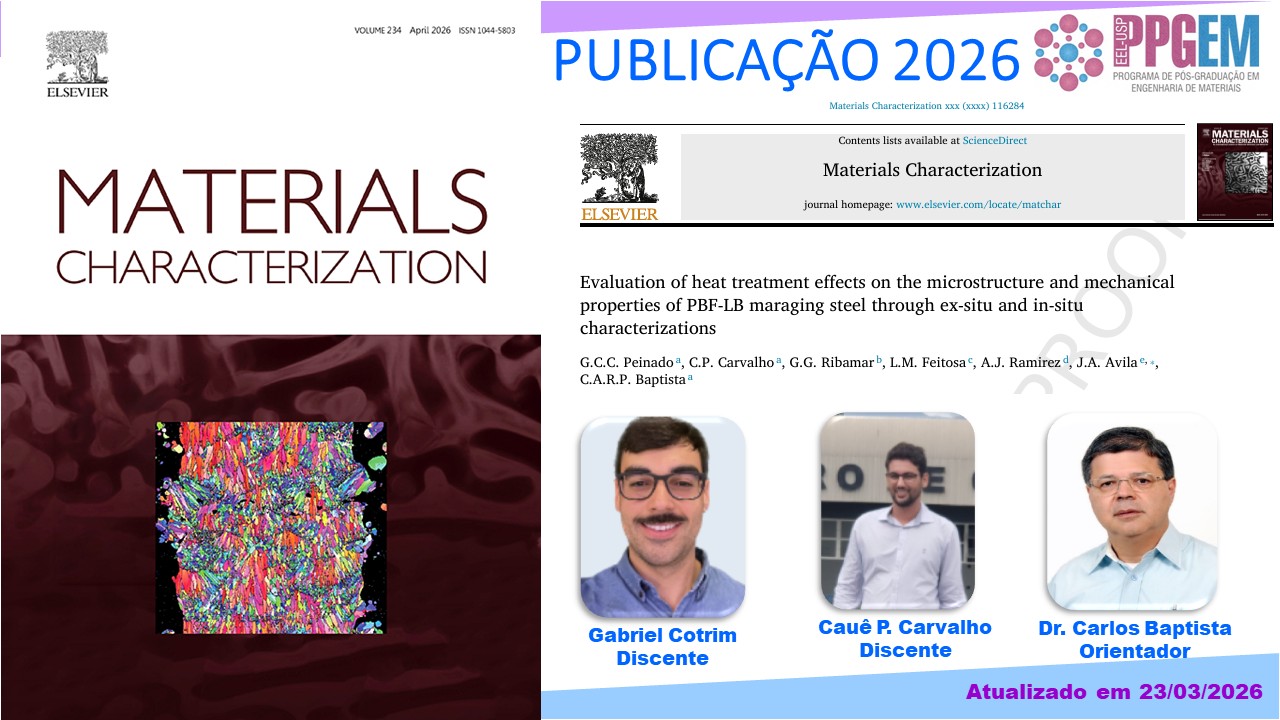 VOLUME 234 April 2026 ISSN 1044-5803
ELSEVIER
MATERIALS
CHARACTERIZATION
PUBLICAÇÃO 2026
EEL-USP
PPGEM
PROGRAMA DE PÓS-GRADUAÇÃO EM
ENGENHARIA DE MATERIAIS
Materials Characterization xxx (xxxx) 116284
Contents lists available at ScienceDirect
Materials Characterization
journal homepage: www.elsevier.com/locate/matchar
ELSEVIER
MATERIALS
CHARACTERIZATION
Evaluation of heat treatment effects on the microstructure and mechanical
properties of PBF-LB maraging steel through ex-situ and in-situ
characterizations
G.C.C. Peinado a, C.P. Carvalho a, G.G. Ribamar b, L.M. Feitosa c, A.J. Ramirez d, J.A. Avila e, *,
C.A.R.P. Baptista a
Gabriel Cotrim
Discente
Cauê P. Carvalho
Discente
Dr. Carlos Baptista
Orientador
Atualizado em 23/03/2026